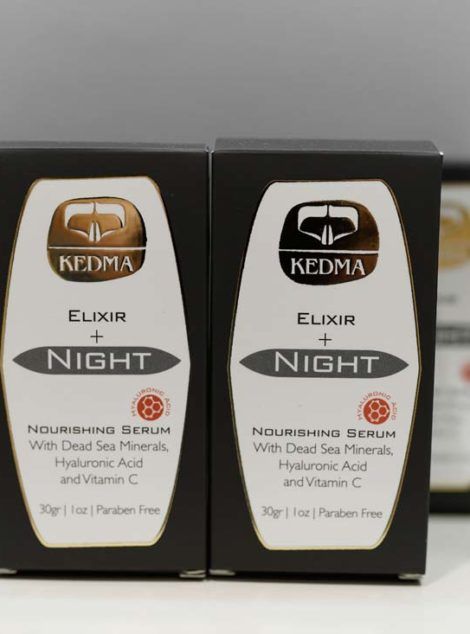 KEDMA
ELIXIR
+
NIGHT
HYALURONIC ACID
NOURISHING SERUM
With Dead Sea Minerals,
Hyaluronic Acid
and Vitamin C
30gr | 1oz | Paraben Free
KEDMA
ELIXIR
+
NIGHT
HYALURONIC ACID
NOURISHING SERUM
With Dead Sea Minerals,
Hyaluronic Acid
and Vitamin C
30gr | 1oz | Paraben Free